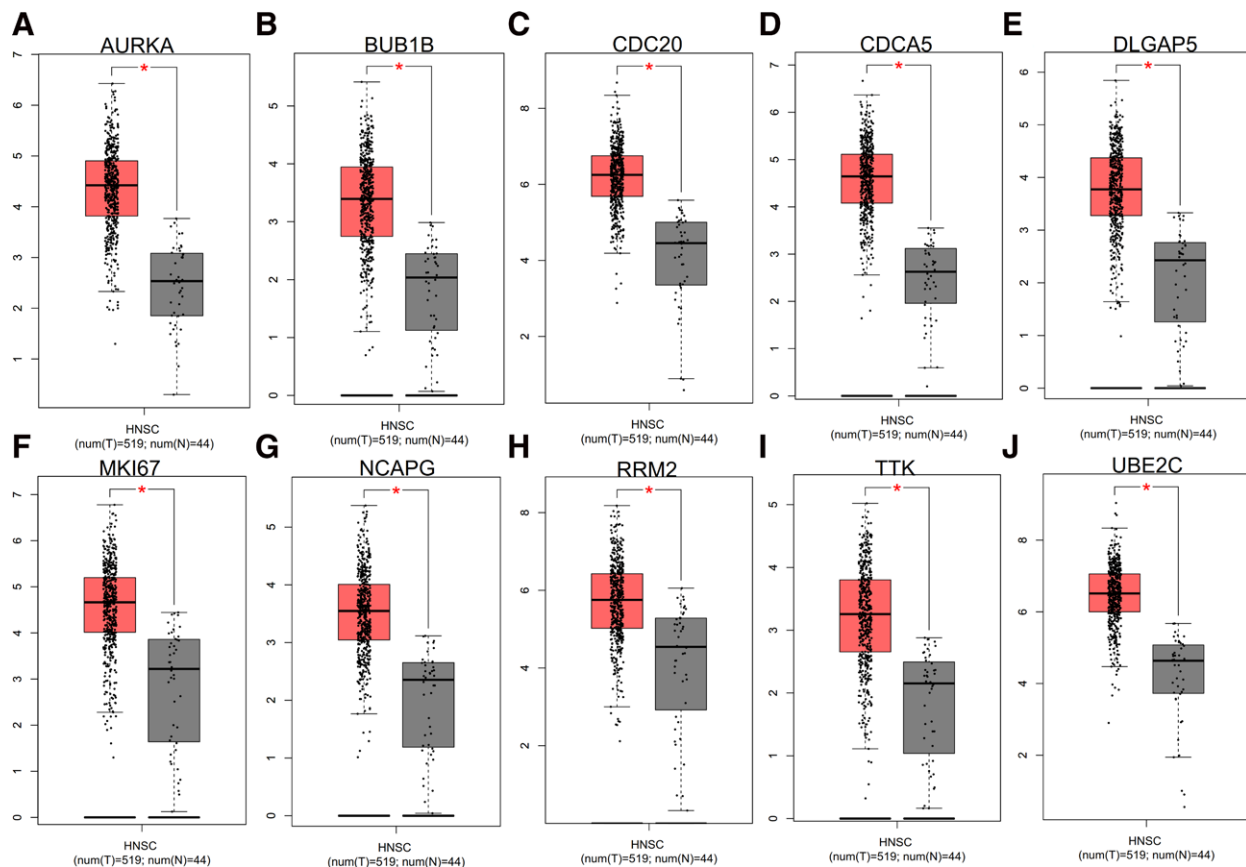 A
AURKA
7
6
5
4
3
2
1
*
HNSC
(num(T)=519; num(N)=44)
B
BUB1B
5
4
3
2
1
0
*
HNSC
(num(T)=519; num(N)=44)
C
CDC20
8
6
4
2
*
HNSC
(num(T)=519; num(N)=44)
D
CDCA5
7
6
5
4
3
2
1
0
*
HNSC
(num(T)=519; num(N)=44)
E
DLGAP5
6
5
4
3
2
1
0
*
HNSC
(num(T)=519; num(N)=44)
F
MKI67
7
6
5
4
3
2
1
0
*
HNSC
(num(T)=519; num(N)=44)
G
NCAPG
5
4
3
2
1
0
*
HNSC
(num(T)=519; num(N)=44)
H
RRM2
8
6
4
2
*
HNSC
(num(T)=519; num(N)=44)
I
TTK
5
4
3
2
1
0
*
HNSC
(num(T)=519; num(N)=44)
J
UBE2C
8
6
4
2
*
HNSC
(num(T)=519; num(N)=44)